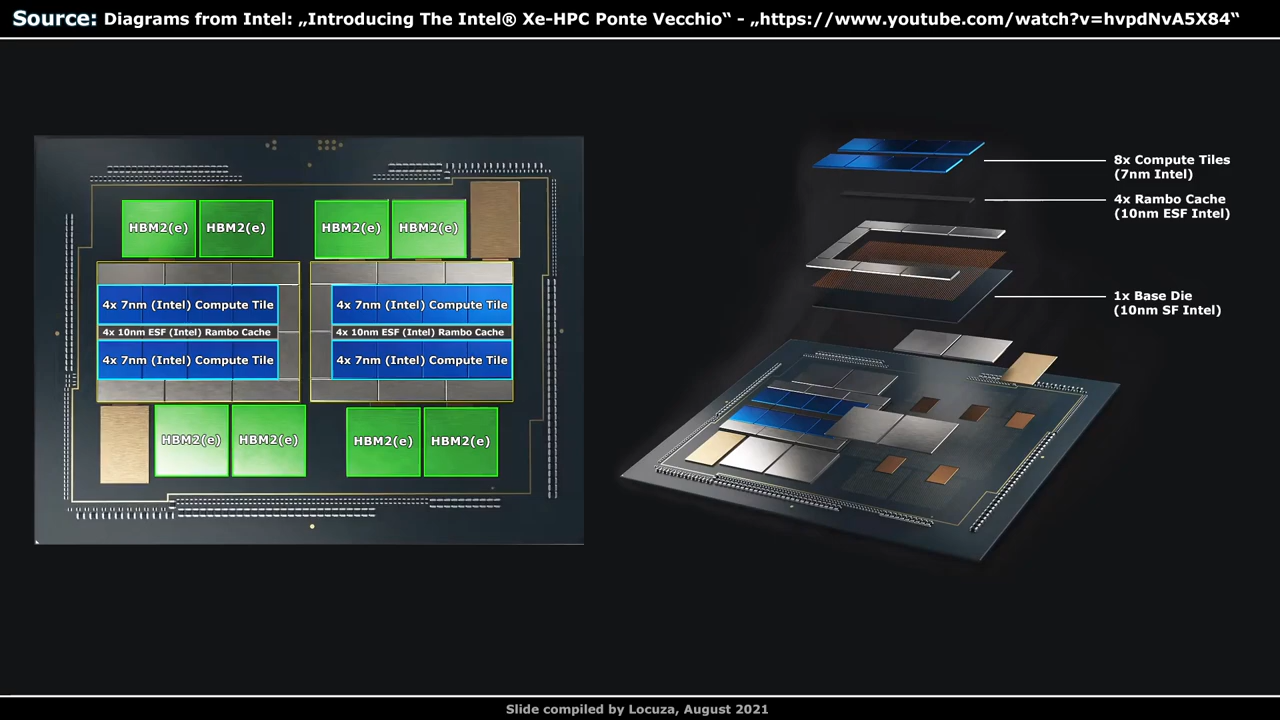 Source: Diagrams from Intel: „Introducing The Intel® Xe-HPC Ponte Vecchio“ - „https://www.youtube.com/watch?v=hvpdNvA5X84“
HBM2(e) HBM2(e) HBM2(e) HBM2(e)
4x 7nm (Intel) Compute Tile 4x 7nm (Intel) Compute Tile
4x 10nm ESF (Intel) Rambo Cache 4x 10nm ESF (Intel) Rambo Cache
4x 7nm (Intel) Compute Tile 4x 7nm (Intel) Compute Tile
HBM2(e) HBM2(e) HBM2(e) HBM2(e)
8x Compute Tiles
(7nm Intel)
4x Rambo Cache
(10nm ESF Intel)
1x Base Die
(10nm SF Intel)
Slide compiled by Locuza, August 2021